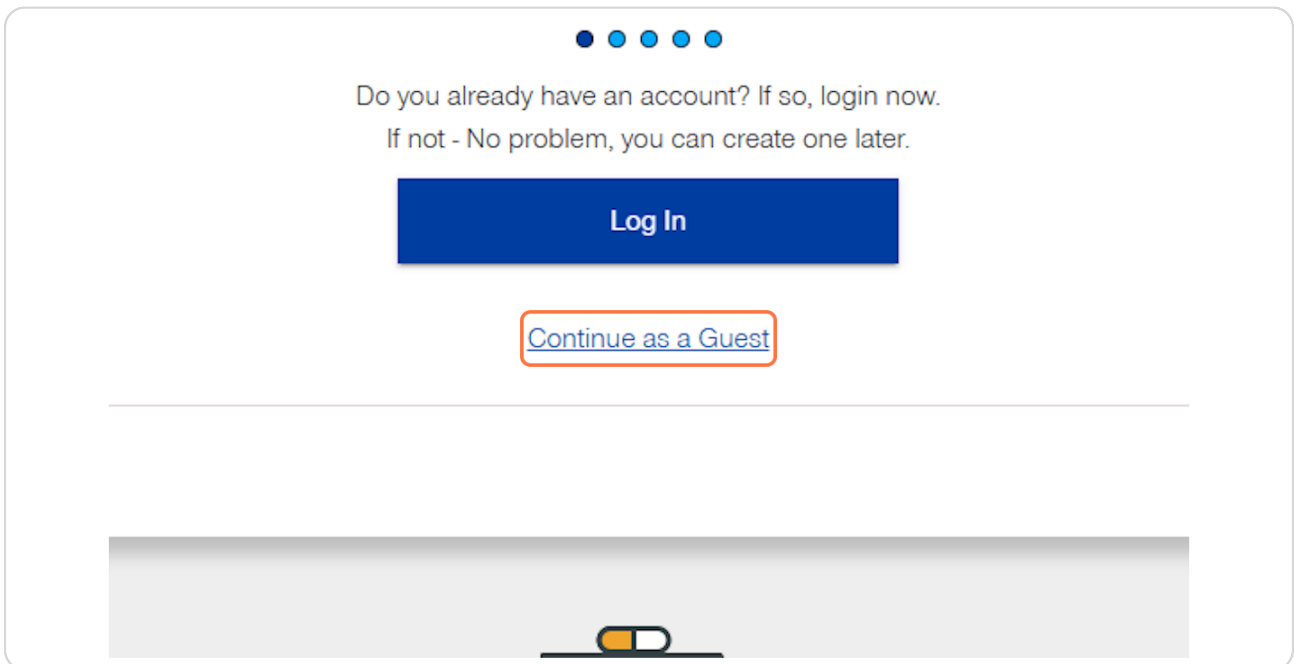 Do you already have an account? If so, login now.
If not - No problem, you can create one later.
Log In
Continue as a Guest